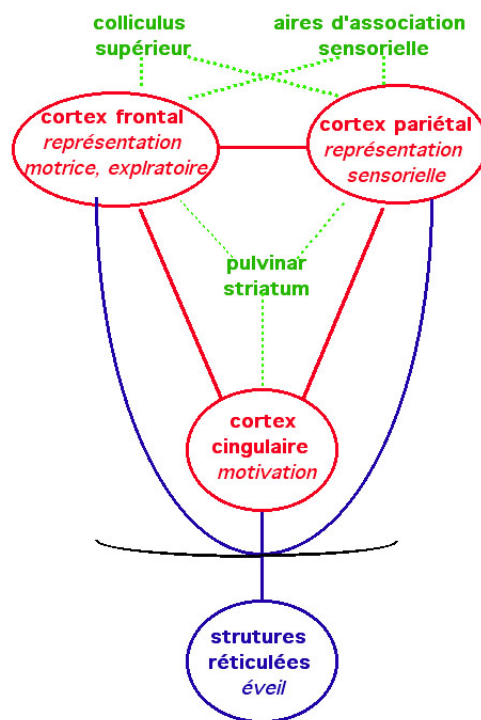 colliculus
supérieur
aires d'association
sensorielle
cortex frontal
représentation
motrice, explratoire
cortex pariétal
représentation
sensorielle
pulvinar
striatum
cortex
cingulaire
motivation
strutures
réticulées
éveil